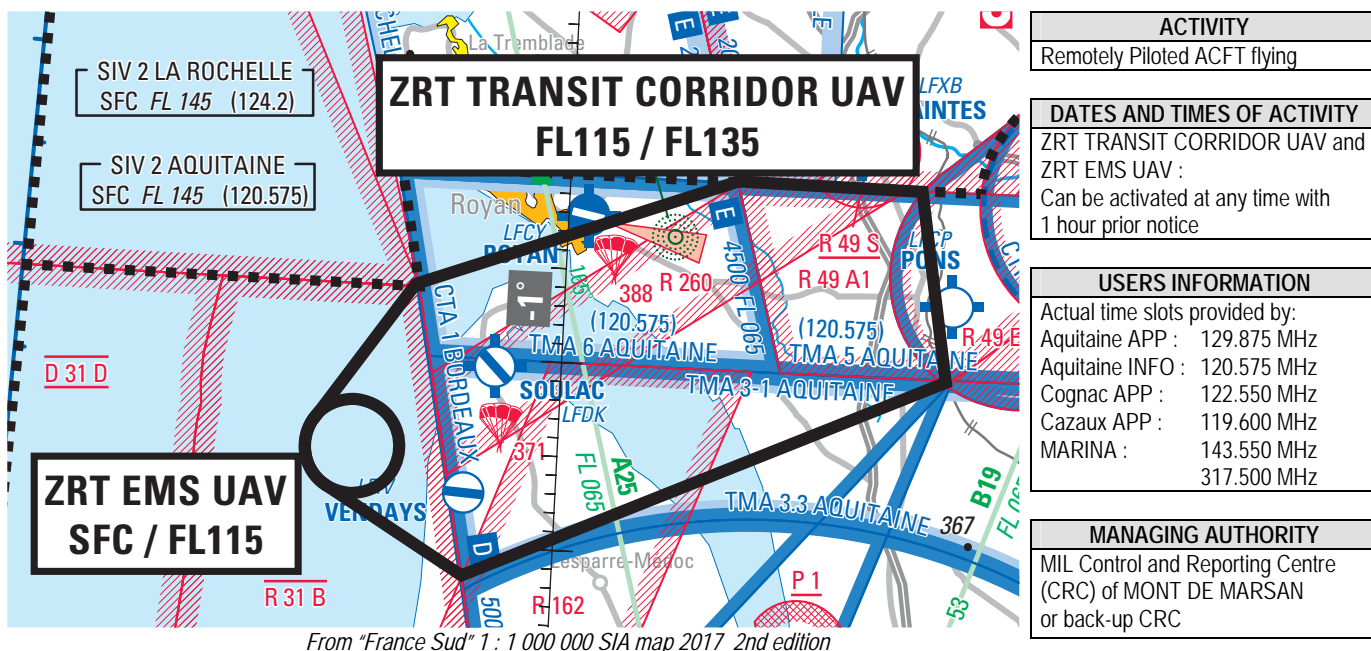 La Tremblade
SIV 2 LA ROCHELLE
SFC FL 145 (124.2)
ZRT TRANSIT CORRIDOR UAV
FL115 / FL135
LFXB
SIV 2 AQUITAINE
SFC FL 145 (120.575)
Royan
LFCY
E
4500 FL 065
R 49 S
PONS
R 260
R 49 A1
165°
-1°
388
(120.575)
(120.575)
CTA 1 BORDEAUX
TMA 6 AQUITAINE
TMA 5 AQUITAINE
D 31 D
TMA 3-1 AQUITAINE
SOULAC
LFDK
371
FL 065
A25
B19
ZRT EMS UAV
SFC / FL115
VENDAYS
TMA 3.3 AQUITAINE
367
D
Lesparre-Médoc
P 1
R 31 B
R 162
53
From "France Sud" 1 : 1 000 000 SIA map 2017 2nd edition
ACTIVITY
Remotely Piloted ACFT flying
DATES AND TIMES OF ACTIVITY
ZRT TRANSIT CORRIDOR UAV and
ZRT EMS UAV :
Can be activated at any time with
1 hour prior notice
USERS INFORMATION
Actual time slots provided by:
Aquitaine APP : 129.875 MHz
Aquitaine INFO : 120.575 MHz
Cognac APP : 122.550 MHz
Cazaux APP : 119.600 MHz
MARINA : 143.550 MHz
317.500 MHz
MANAGING AUTHORITY
MIL Control and Reporting Centre
(CRC) of MONT DE MARSAN
or back-up CRC